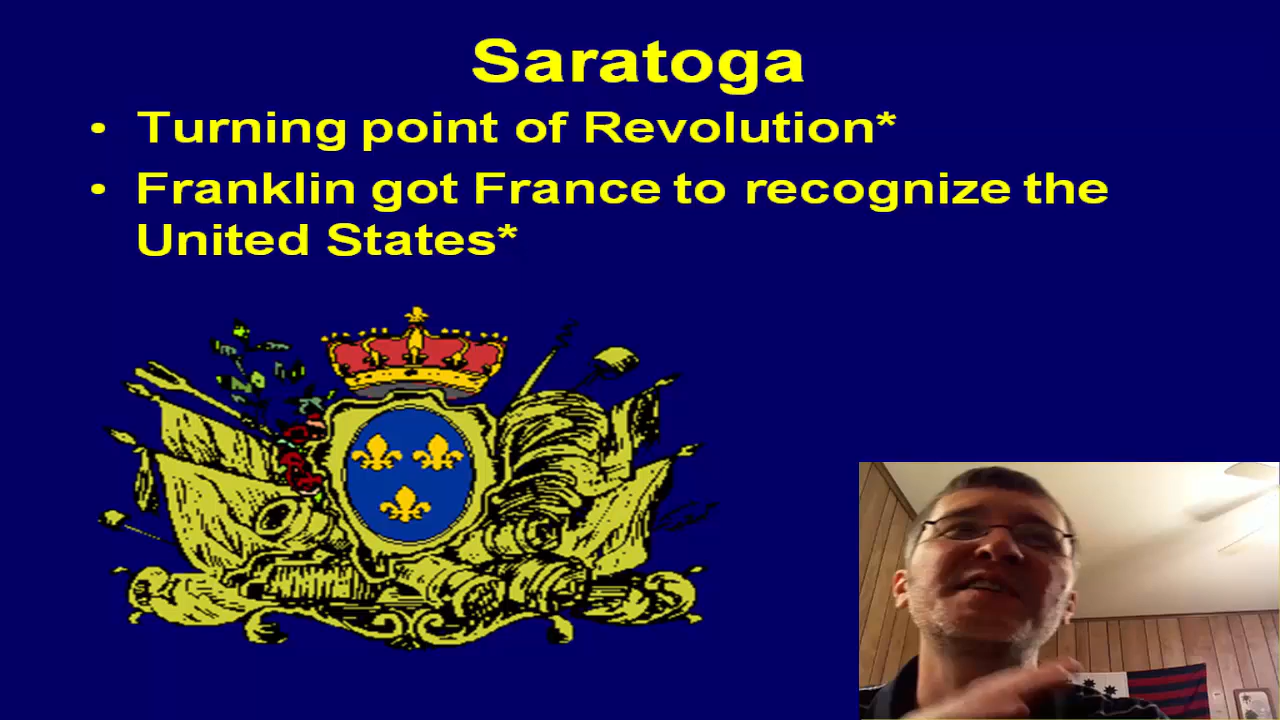 Saratoga
• Turning point of Revolution*
• Franklin got France to recognize the
United States*